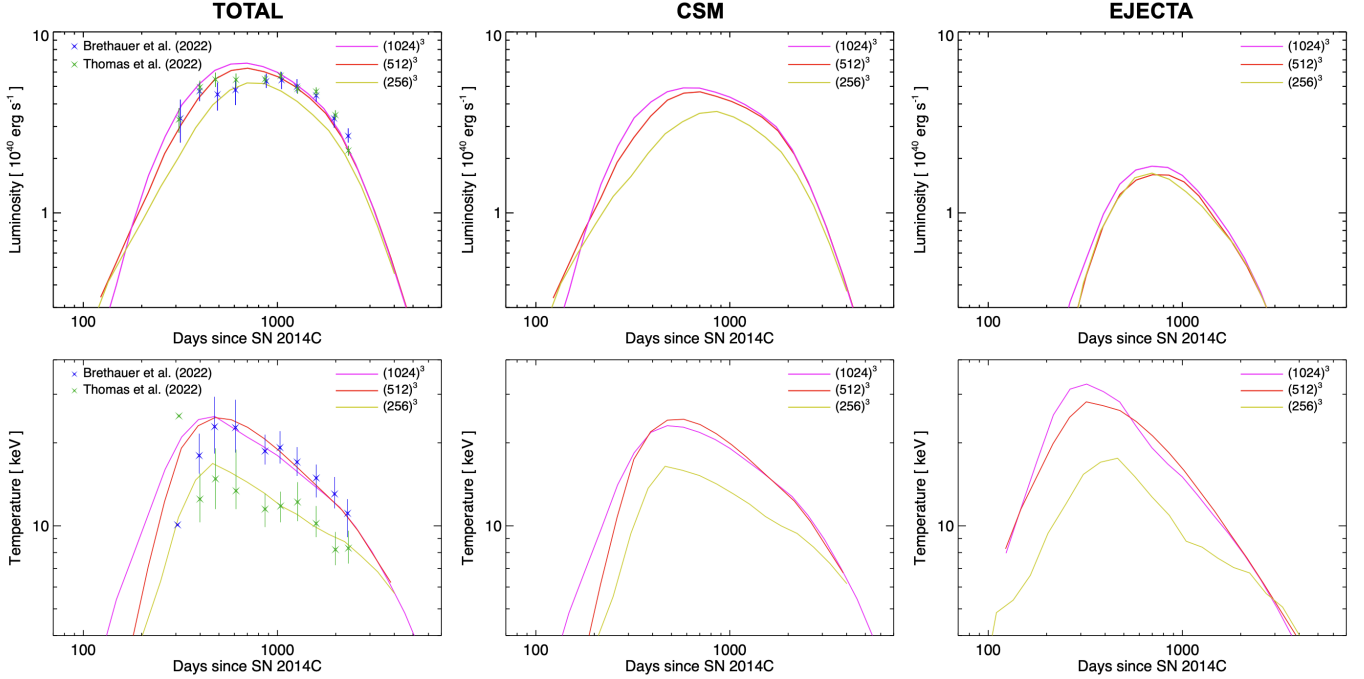 TOTAL
CSM
EJECTA
10
1
Luminosity [ 10⁴⁰ erg s⁻¹ ]
Brethauer et al. (2022)
Thomas et al. (2022)
(1024)³
(512)³
(256)³
100
1000
Days since SN 2014C
10
1
Luminosity [ 10⁴⁰ erg s⁻¹ ]
(1024)³
(512)³
(256)³
100
1000
Days since SN 2014C
10
1
Luminosity [ 10⁴⁰ erg s⁻¹ ]
(1024)³
(512)³
(256)³
100
1000
Days since SN 2014C
10
Temperature [ keV ]
Brethauer et al. (2022)
Thomas et al. (2022)
(1024)³
(512)³
(256)³
100
1000
Days since SN 2014C
10
Temperature [ keV ]
(1024)³
(512)³
(256)³
100
1000
Days since SN 2014C
10
Temperature [ keV ]
(1024)³
(512)³
(256)³
100
1000
Days since SN 2014C